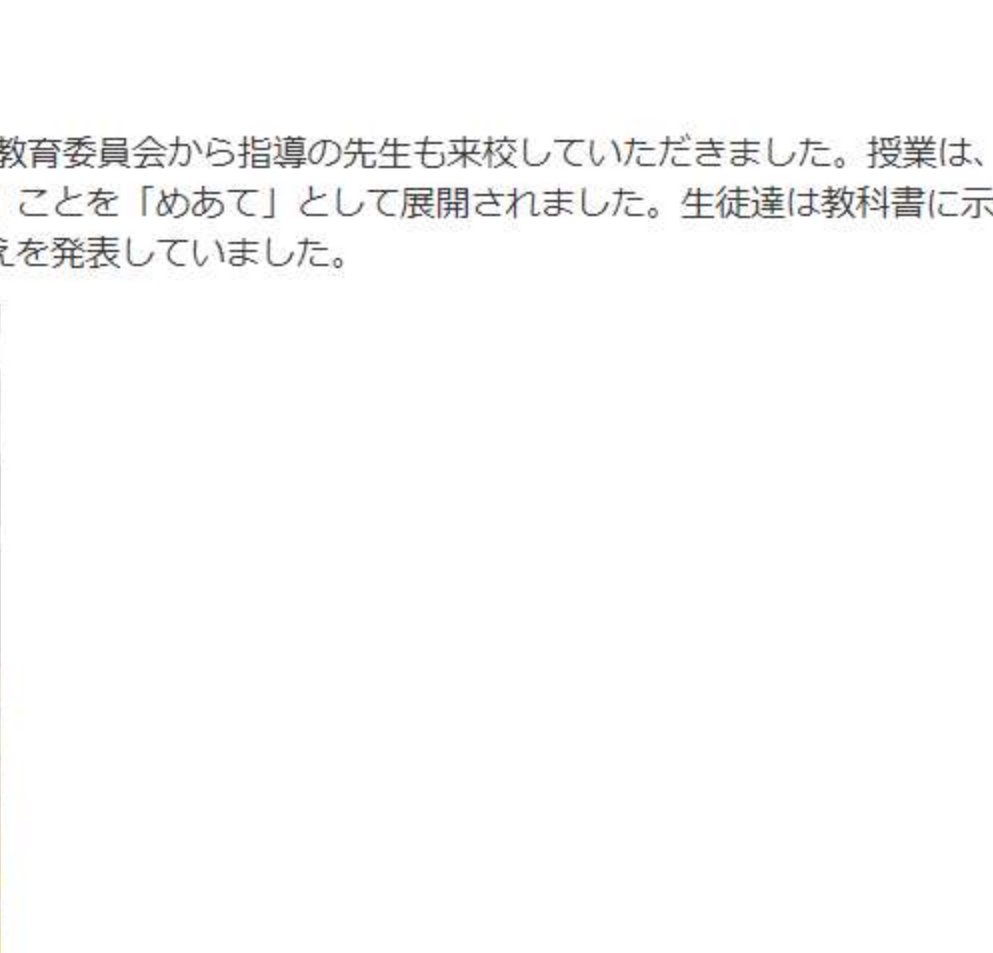 教育委員会から指導の先生も来校していただきました。授業は、
ことを「めあて」として展開されました。生徒達は教科書に示
えを発表していました。